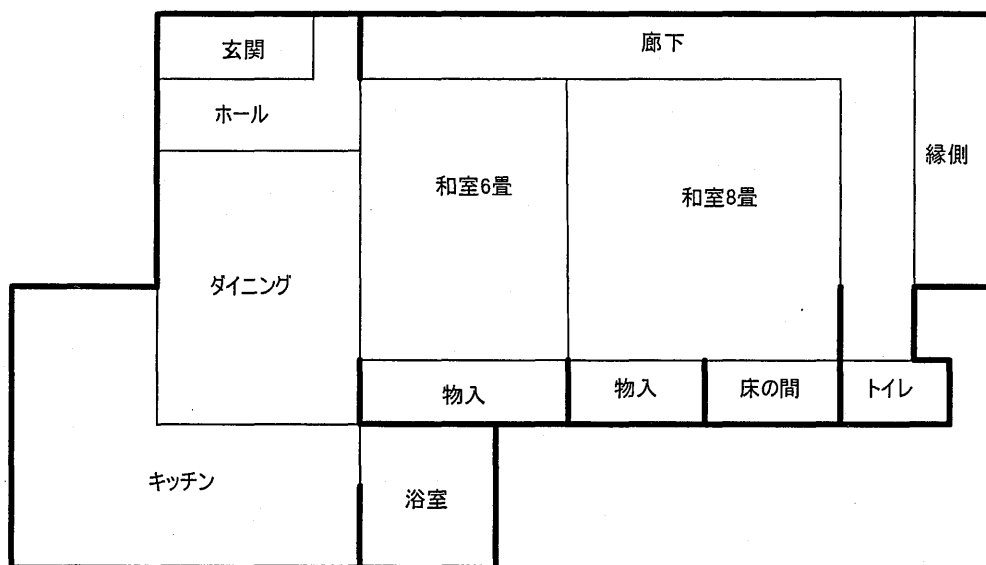 玄関
廊下
ホール
縁側
和室6畳
和室8畳
ダイニング
物入
物入
床の間
トイレ
キッチン
浴室